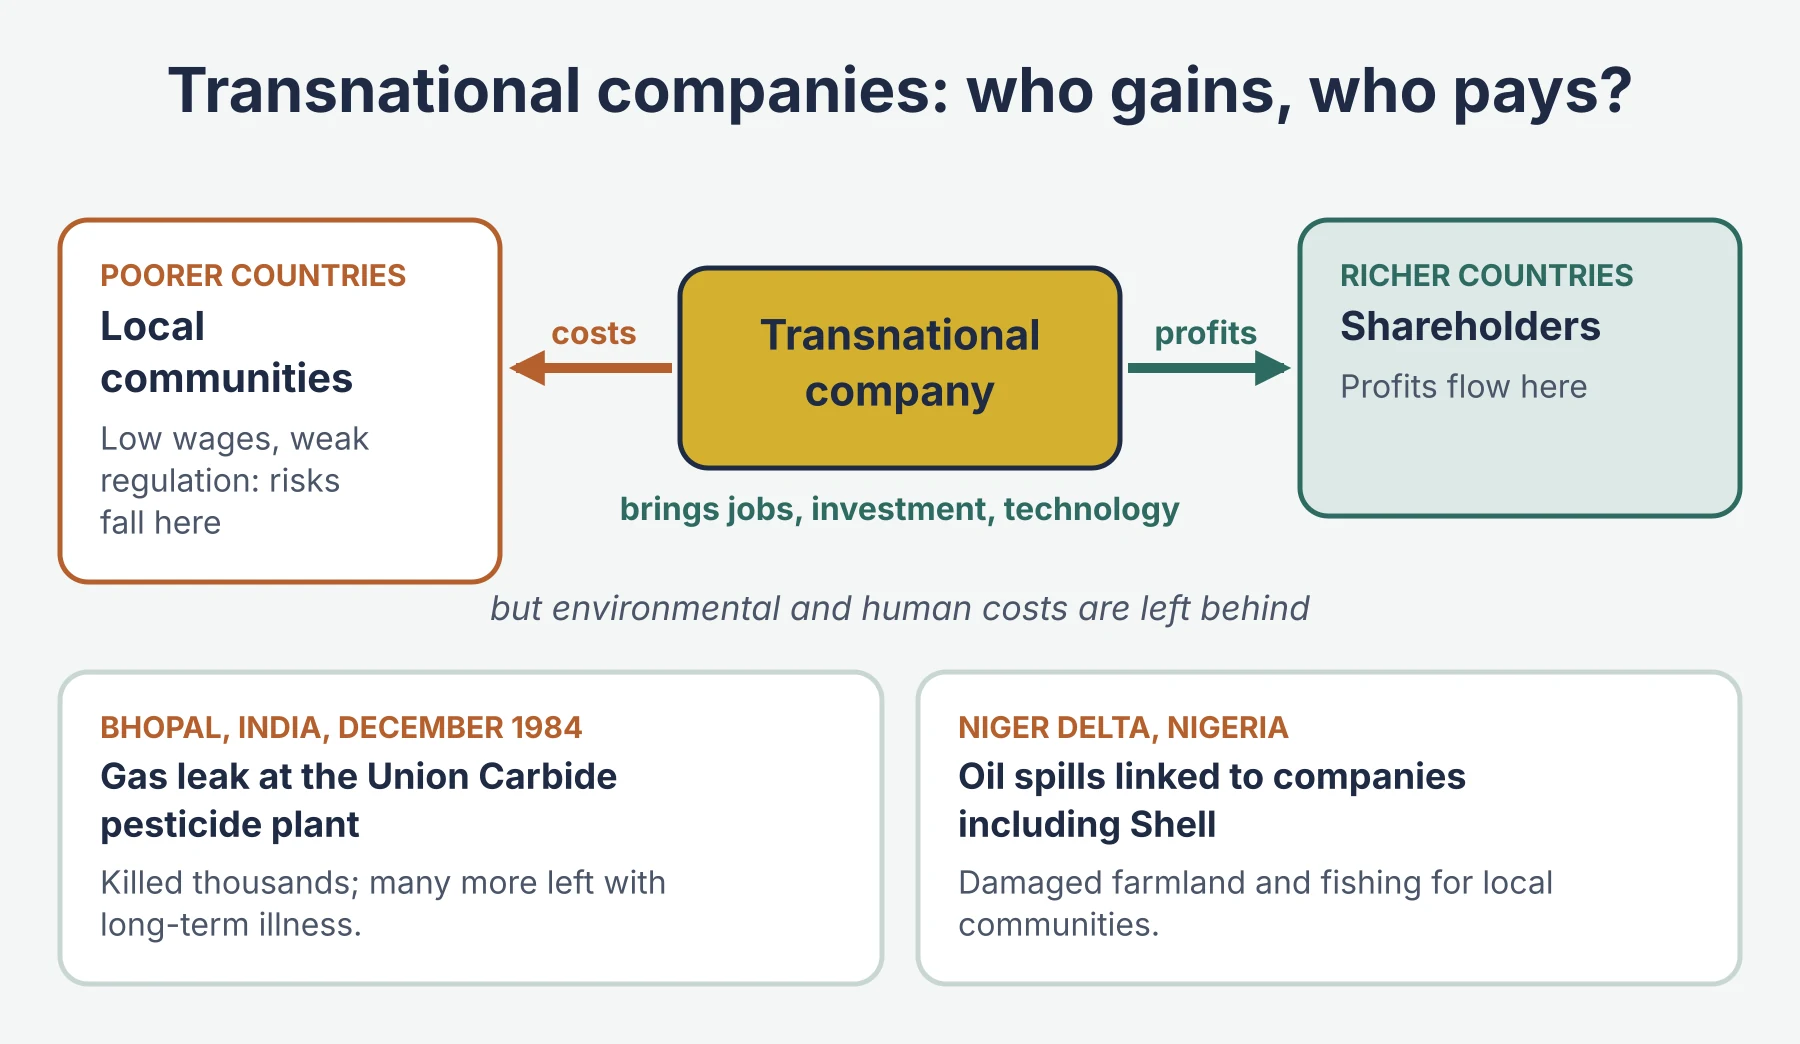 Transnational companies: who gains, who pays?
POORER COUNTRIES
Local
communities
Low wages, weak
regulation: risks
fall here
costs
Transnational
company
profits
brings jobs, investment, technology
RICHER COUNTRIES
Shareholders
Profits flow here
but environmental and human costs are left behind
BHOPAL, INDIA, DECEMBER 1984
Gas leak at the Union Carbide
pesticide plant
Killed thousands; many more left with
long-term illness.
NIGER DELTA, NIGERIA
Oil spills linked to companies
including Shell
Damaged farmland and fishing for local
communities.